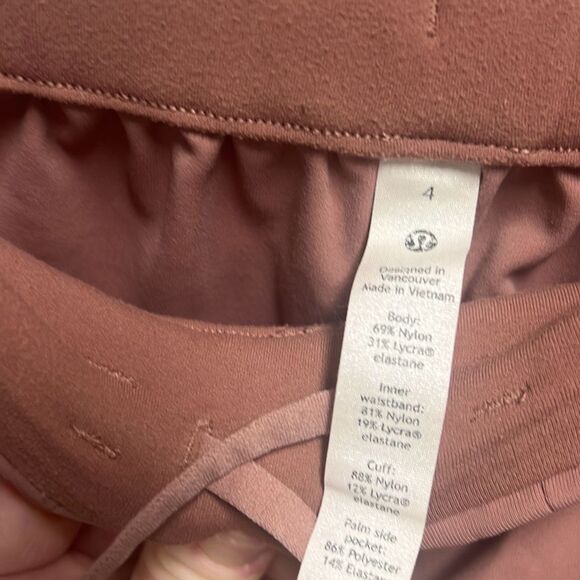 4
Designed in
Vancouver
Made in Vietnam
Body:
69% Nylon
31% Lycra®
elastane
Inner
waistband:
81% Nylon
19% Lycra®
elastane
Cuff:
88% Nylon
12% Lycra®
elastane
Palm side
pocket:
86% Polyester
14% Elastane